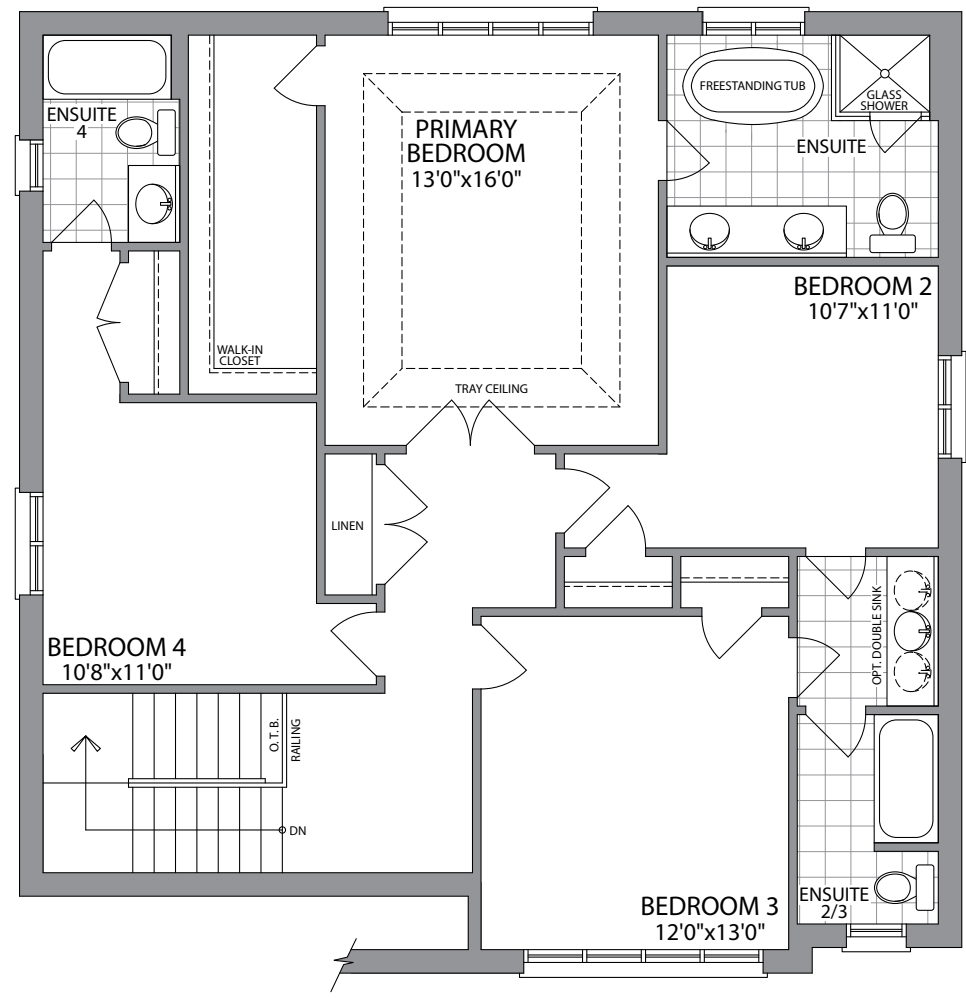 ENSUITE
4
PRIMARY
BEDROOM
13'0"x16'0"
FREESTANDING TUB
GLASS
SHOWER
ENSUITE
BEDROOM 2
10'7"x11'0"
WALK-IN
CLOSET
TRAY CEILING
LINEN
BEDROOM 4
10'8"x11'0"
OPT. DOUBLE SINK
O.T.B.
RAILING
DN
ENSUITE
2/3
BEDROOM 3
12'0"x13'0"